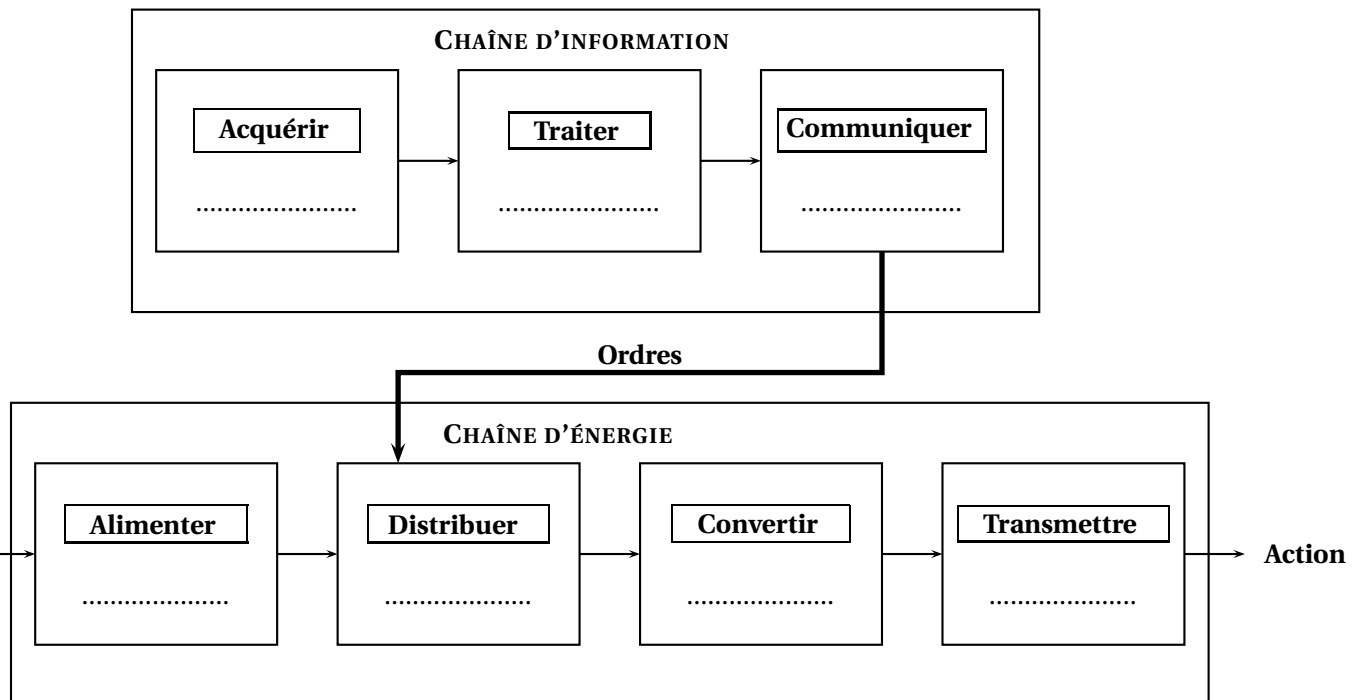 CHAÎNE D'INFORMATION
Acquérir Traiter Communiquer
....................... ....................... .......................
Ordres
CHAÎNE D'ÉNERGIE
Alimenter Distribuer Convertir Transmettre
Action
..................... ..................... ..................... .....................